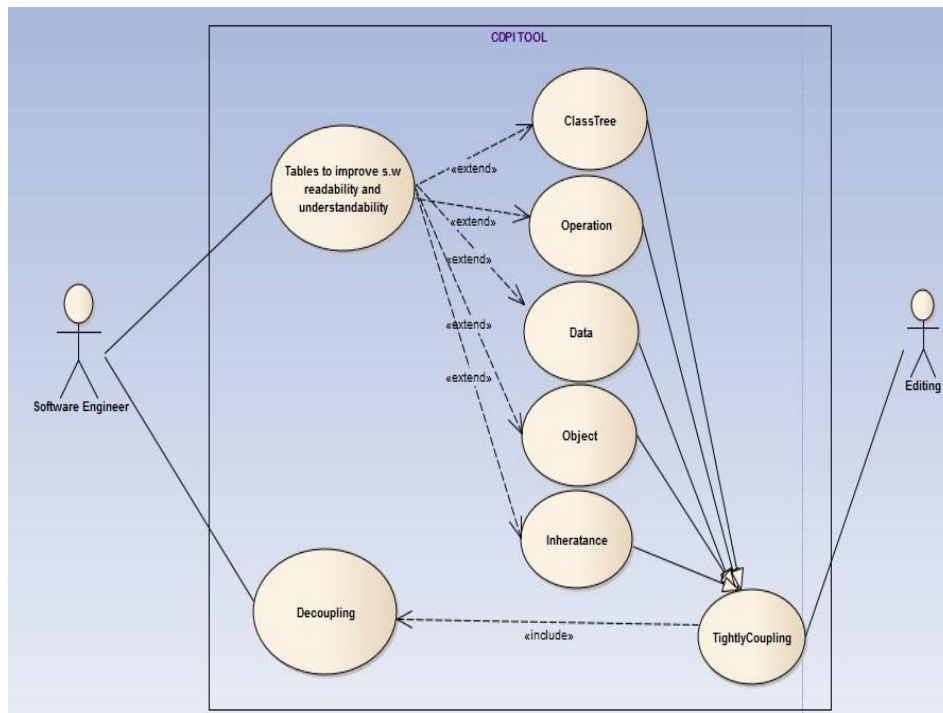 CDPI TOOL
ClassTree
Tables to improve s.w
readability and
understandability
«extend»
Operation
«extend»
«extend»
Data
«extend»
«extend»
Software Engineer
Editing
Object
Inheratance
Decoupling
«include»
TightlyCoupling